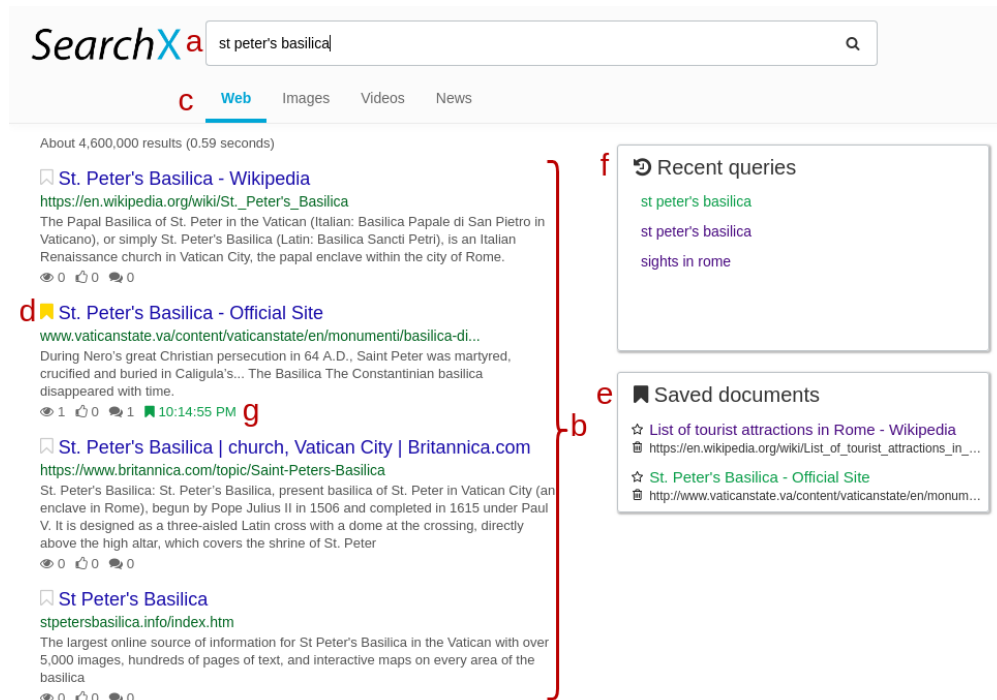 SearchX a st peter's basilica
c Web Images Videos News
About 4,600,000 results (0.59 seconds)
St. Peter's Basilica - Wikipedia
https://en.wikipedia.org/wiki/St._Peter's_Basilica
The Papal Basilica of St. Peter in the Vatican (Italian: Basilica Papale di San Pietro in
Vaticano), or simply St. Peter's Basilica (Latin: Basilica Sancti Petri), is an Italian
Renaissance church in Vatican City, the papal enclave within the city of Rome.
0 0 0
d St. Peter's Basilica - Official Site
www.vaticanstate.va/content/vaticanstate/en/monumenti/basilica-di...
During Nero's great Christian persecution in 64 A.D., Saint Peter was martyred,
crucified and buried in Caligula's... The Basilica The Constantinian basilica
disappeared with time.
1 0 1 10:14:55 PM g
St. Peter's Basilica | church, Vatican City | Britannica.com
https://www.britannica.com/topic/Saint-Peters-Basilica
St. Peter's Basilica: St. Peter's Basilica, present basilica of St. Peter in Vatican City (an
enclave in Rome), begun by Pope Julius II in 1506 and completed in 1615 under Paul
V. It is designed as a three-aisled Latin cross with a dome at the crossing, directly
above the high altar, which covers the shrine of St. Peter
0 0 0
St Peter's Basilica
stpetersbasilica.info/index.htm
The largest online source of information for St Peter's Basilica in the Vatican with over
5,000 images, hundreds of pages of text, and interactive maps on every area of the
basilica
0 0 0
b
f Recent queries
st peter's basilica
st peter's basilica
sights in rome
e Saved documents
List of tourist attractions in Rome - Wikipedia
https://en.wikipedia.org/wiki/List_of_tourist_attractions_in_...
St. Peter's Basilica - Official Site
http://www.vaticanstate.va/content/vaticanstate/en/monum...